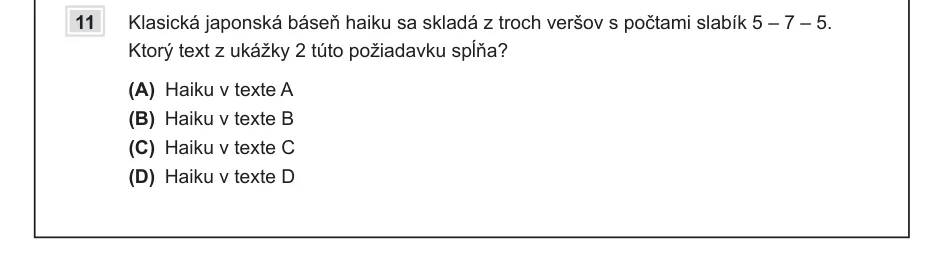 11 Klasická japonská báseň haiku sa skladá z troch veršov s počtami slabík 5 – 7 – 5.
Ktorý text z ukážky 2 túto požiadavku spĺňa?
(A) Haiku v texte A
(B) Haiku v texte B
(C) Haiku v texte C
(D) Haiku v texte D